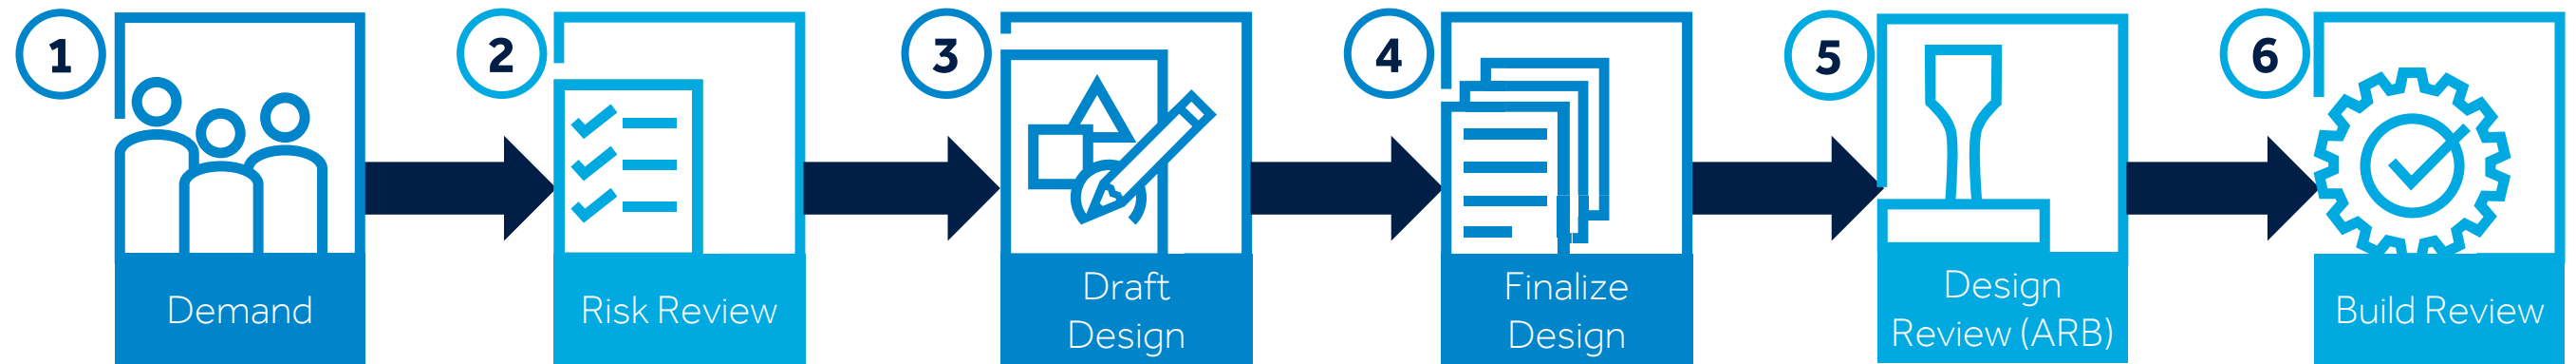 1
Demand
2
Risk Review
3
Draft
Design
4
Finalize
Design
5
Design
Review (ARB)
6
Build Review